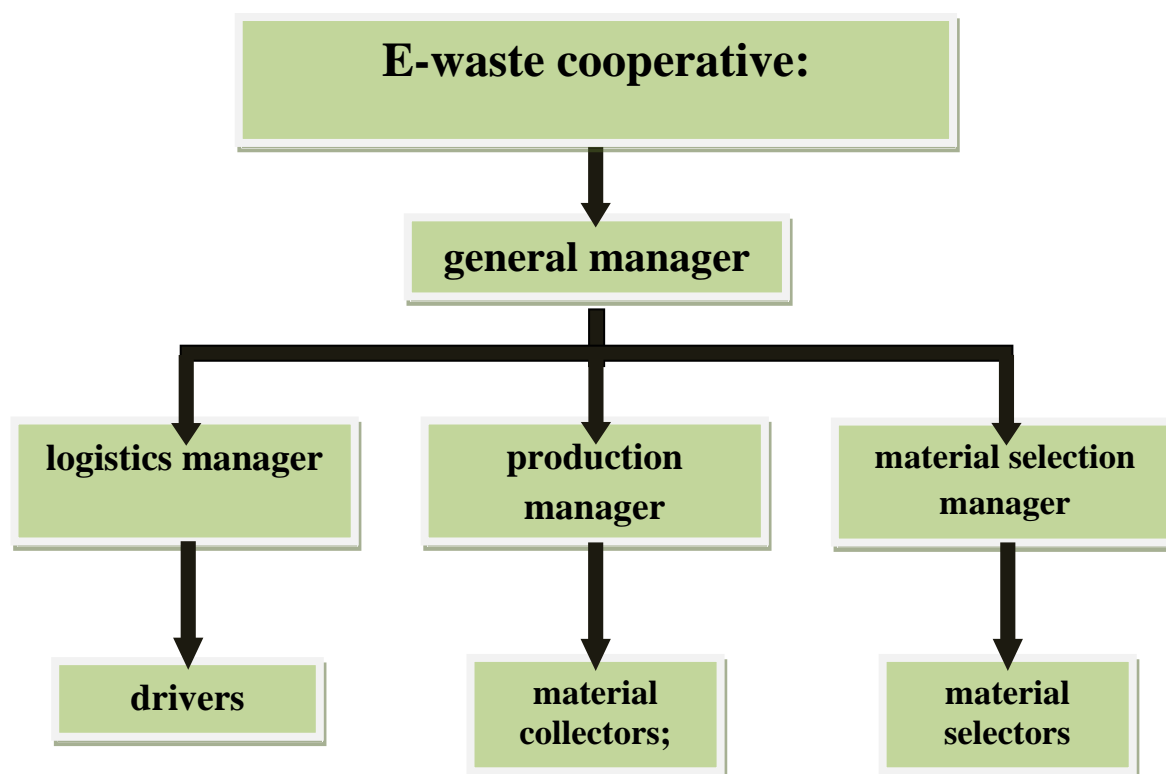 E-waste cooperative:
general manager
logistics manager
production
manager
material selection
manager
drivers
material
collectors;
material
selectors